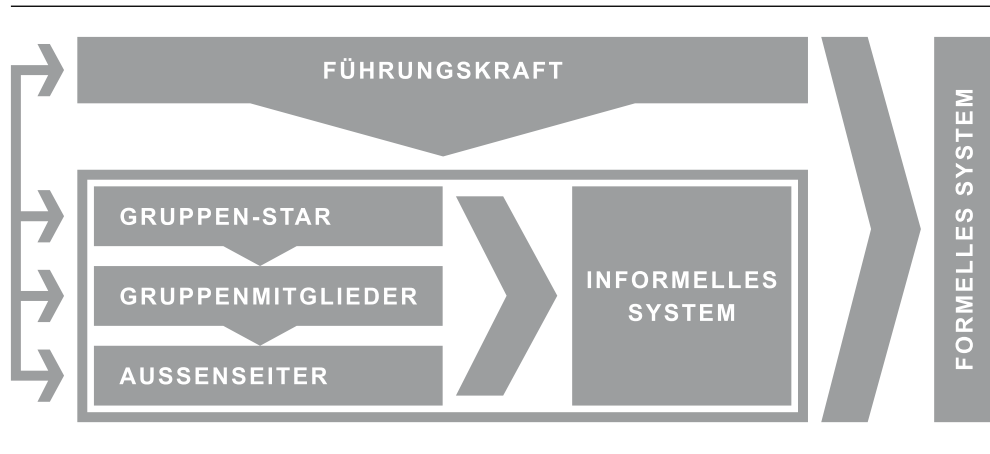 FÜHRUNGSKRAFT
GRUPPEN-STAR
GRUPPENMITGLIEDER
AUSSENSEITER
INFORMELLES
SYSTEM
FORMELLES SYSTEM